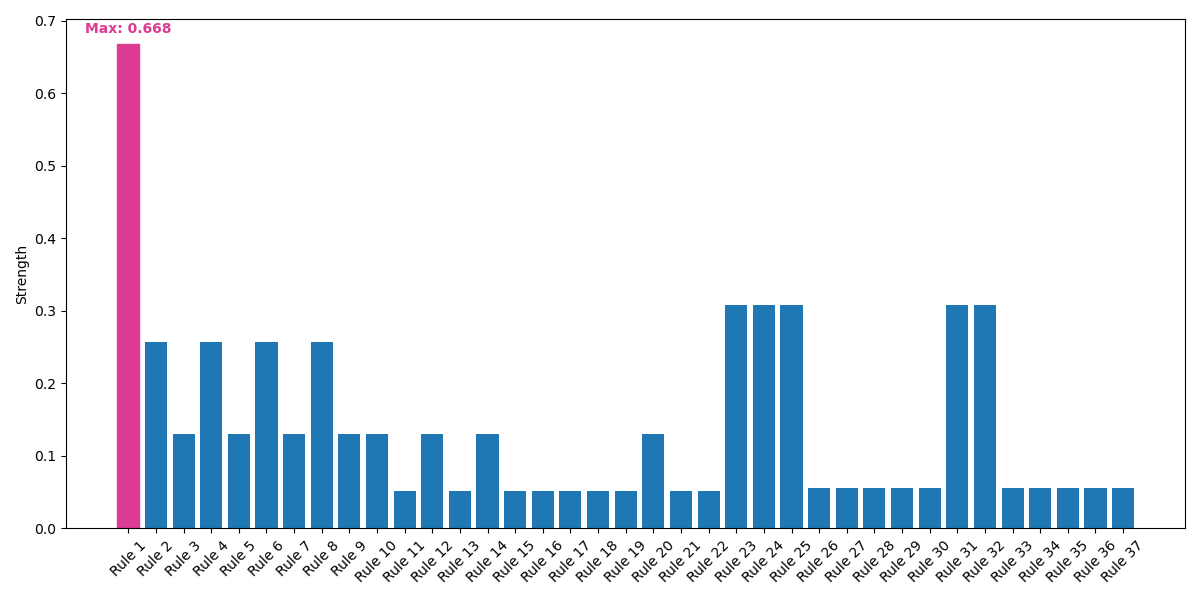 Max: 0.668
0.7
0.6
0.5
0.4
0.3
0.2
0.1
0.0
Strength
Rule 1
Rule 2
Rule 3
Rule 4
Rule 5
Rule 6
Rule 7
Rule 8
Rule 9
Rule 10
Rule 11
Rule 12
Rule 13
Rule 14
Rule 15
Rule 16
Rule 17
Rule 18
Rule 19
Rule 20
Rule 21
Rule 22
Rule 23
Rule 24
Rule 25
Rule 26
Rule 27
Rule 28
Rule 29
Rule 30
Rule 31
Rule 32
Rule 33
Rule 34
Rule 35
Rule 36
Rule 37